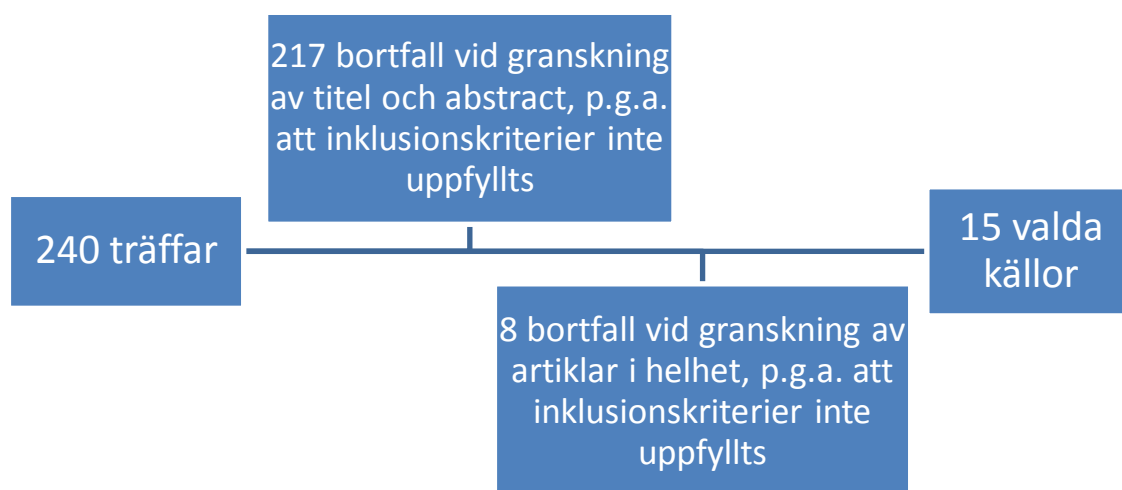 240 träffar
217 bortfall vid granskning
av titel och abstract, p.g.a.
att inklusionskriterier inte
uppfyllts
8 bortfall vid granskning av
artiklar i helhet, p.g.a. att
inklusionskriterier inte
uppfyllts
15 valda
källor